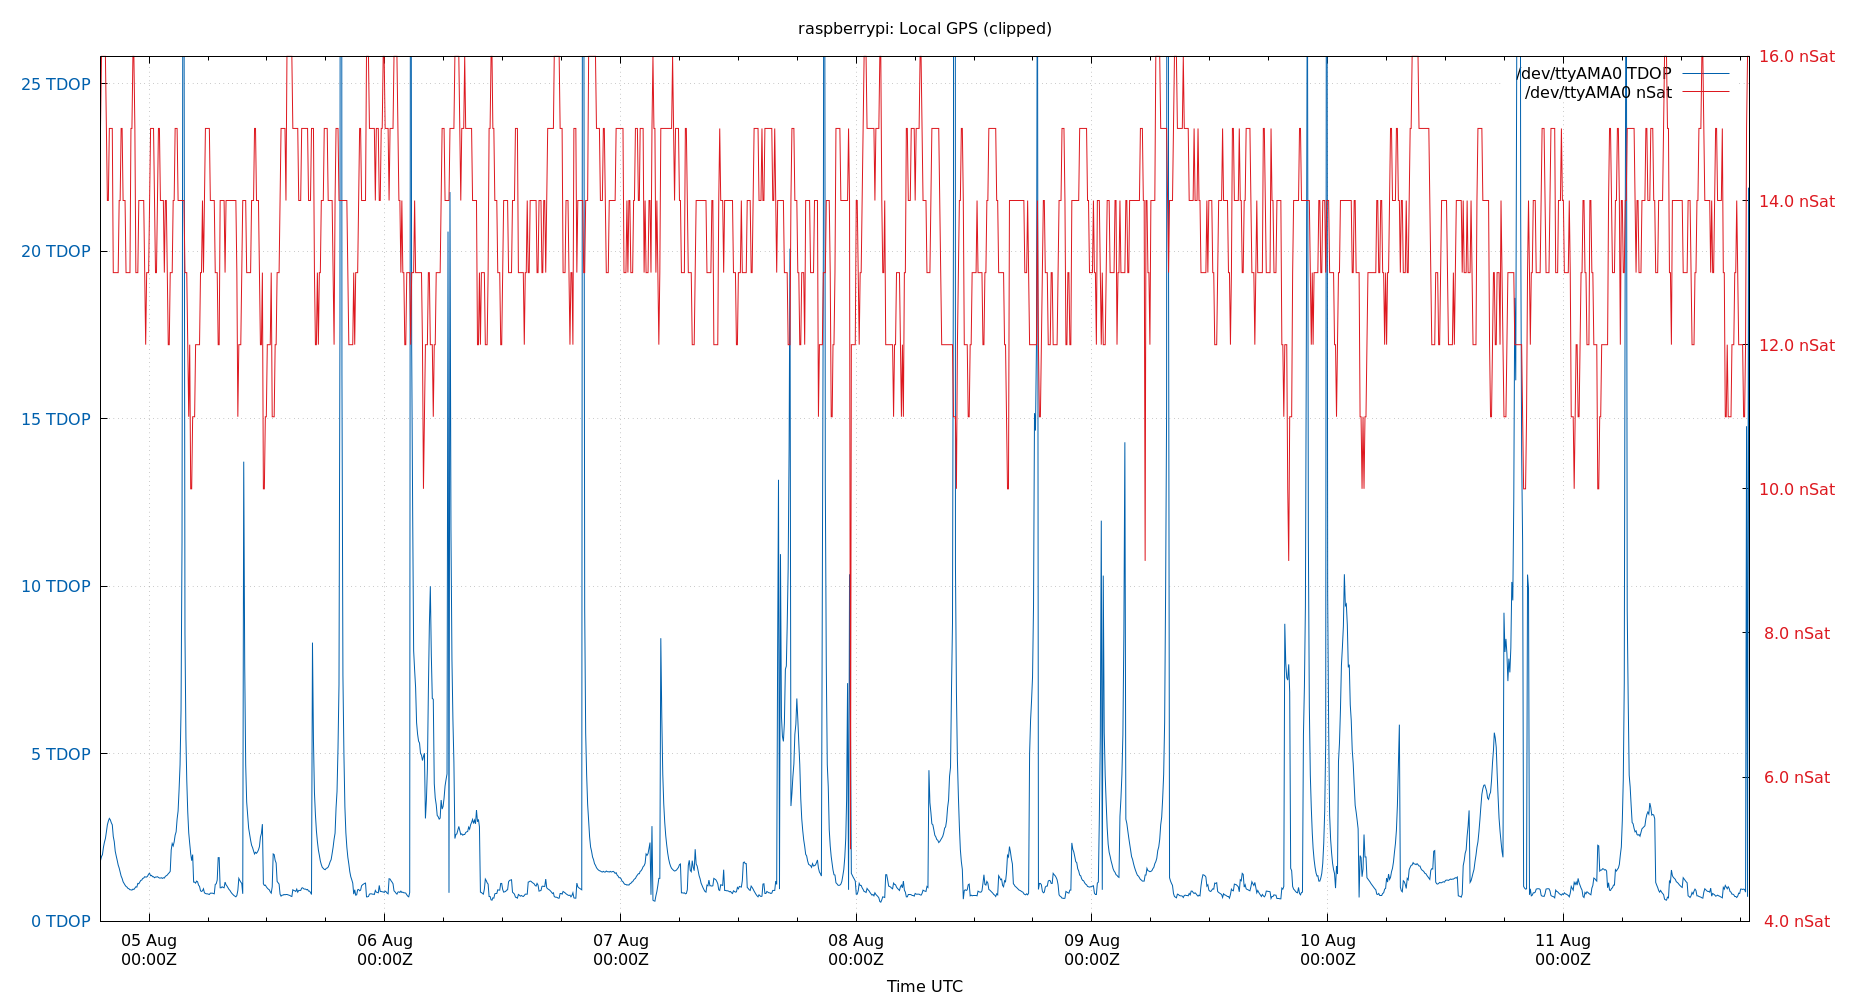 raspberrypi: Local GPS (clipped)
16.0 nSat
/dev/ttyAMA0 TDOP
25 TDOP
/dev/ttyAMA0 nSat
14.0 nSat
20 TDOP
12.0 nSat
15 TDOP
10.0 nSat
10 TDOP
8.0 nSat
5 TDOP
6.0 nSat
0 TDOP
4.0 nSat
05 Aug 06 Aug 07 Aug 08 Aug 09 Aug 10 Aug 11 Aug
00:00Z 00:00Z 00:00Z 00:00Z 00:00Z 00:00Z 00:00Z
Time UTC